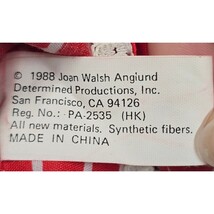 © 1988 Joan Walsh Anglund
Determined Productions, Inc.
San Francisco, CA 94126
Reg. No.: -PA-2535 (HK)
All new materials. Synthetic fibers.
MADE IN CHINA